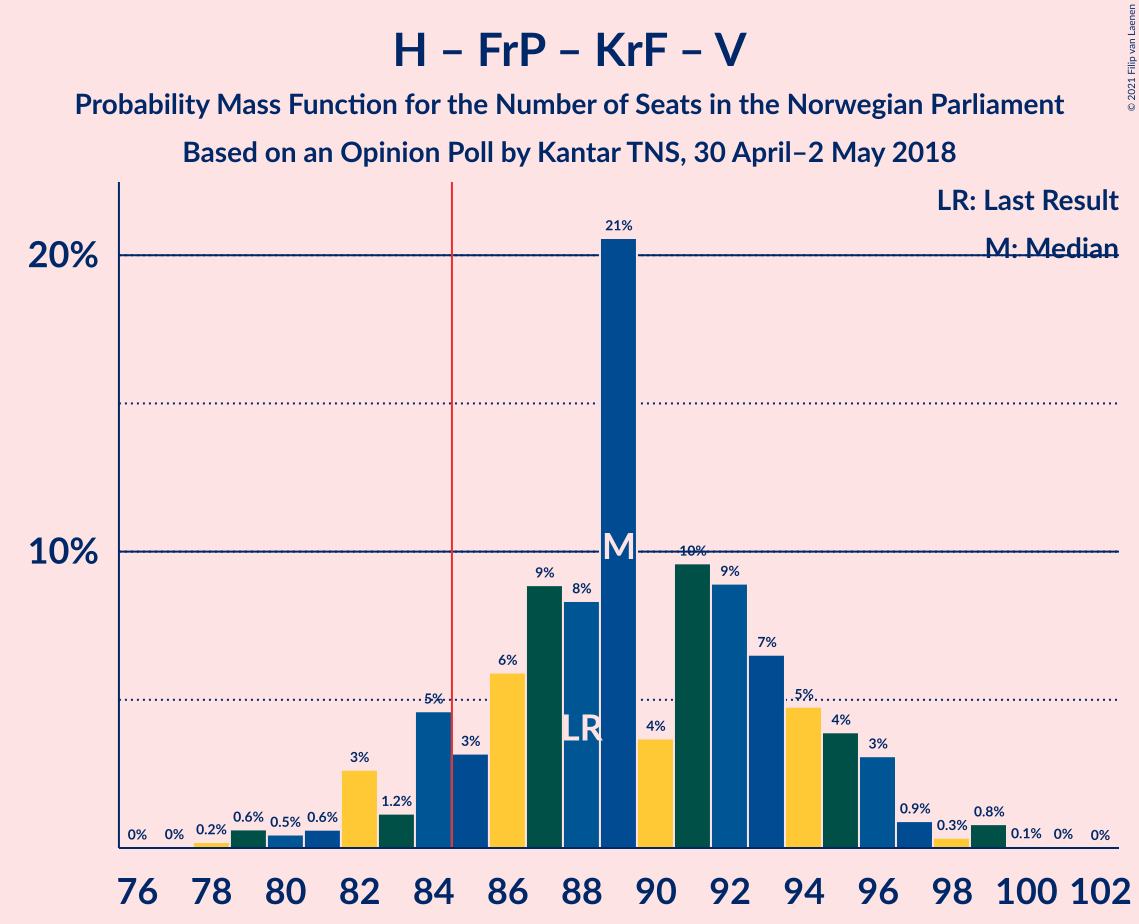 H – FrP – KrF – V
Probability Mass Function for the Number of Seats in the Norwegian Parliament
Based on an Opinion Poll by Kantar TNS, 30 April–2 May 2018
© 2021 Filip van Laenen
LR: Last Result
M: Median
20%
10%
0% 0% 0.2% 0.6% 0.5% 0.6% 3% 1.2% 5% 3% 6% 9% 8% 21% 4% 10% 9% 7% 5% 4% 3% 0.9% 0.3% 0.8% 0.1% 0% 0%
M
LR
76 78 80 82 84 86 88 90 92 94 96 98 100 102